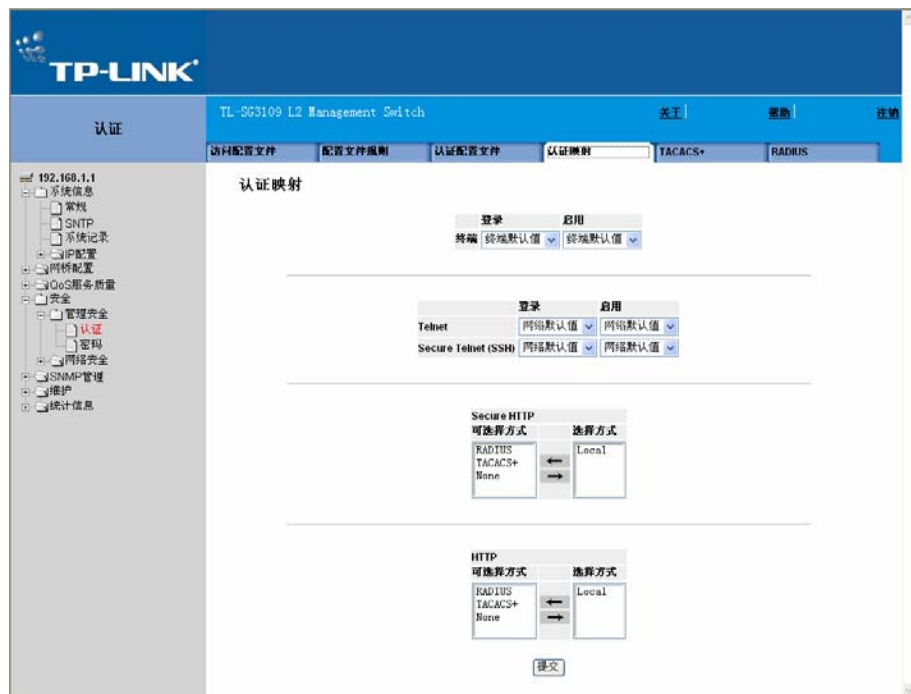 TP-LINK
认证
TL-SG3109 L2 Management Switch
关于
帮助
注销
访问配置文件
配置文件规则
认证配置文件
认证映射
TACACS+
RADIUS
192.168.1.1
系统信息
常规
SNTP
系统记录
IP配置
网桥配置
QoS服务质量
安全
管理安全
认证
密码
网络安全
SNMP管理
维护
统计信息
认证映射
登录 启用
终端 终端默认值 终端默认值
登录 启用
Telnet 网络默认值 网络默认值
Secure Telnet (SSH) 网络默认值 网络默认值
Secure HTTP
可选择方式 选择方式
RADIUS Local
TACACS+
None
HTTP
可选择方式 选择方式
RADIUS Local
TACACS+
None
提交